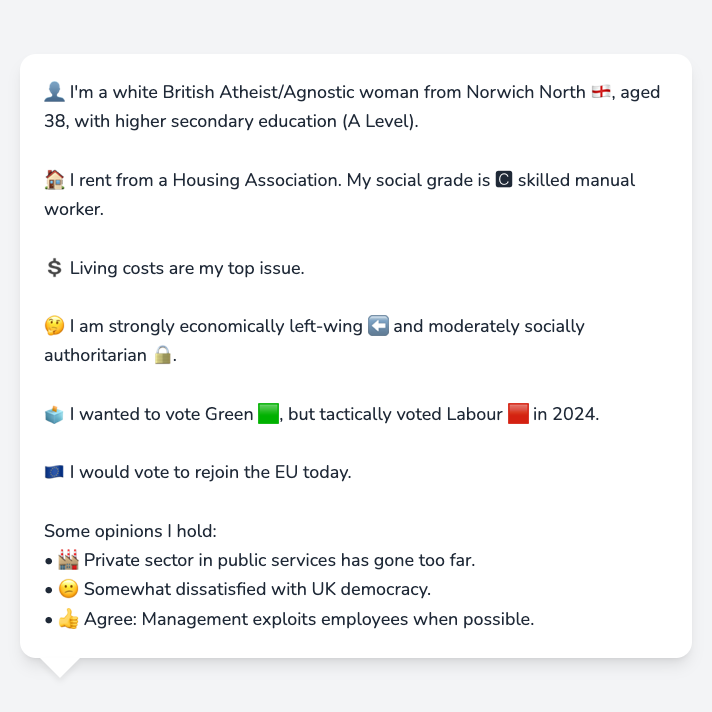 👤 I'm a white British Atheist/Agnostic woman from Norwich North 🏴󠁧󠁢󠁥󠁮󠁧󠁿, aged
38, with higher secondary education (A Level).
🏠 I rent from a Housing Association. My social grade is 🅲 skilled manual
worker.
💲 Living costs are my top issue.
🤔 I am strongly economically left-wing ⬅️ and moderately socially
authoritarian 🔒.
🗳️ I wanted to vote Green 🟩, but tactically voted Labour 🟥 in 2024.
🇪🇺 I would vote to rejoin the EU today.
Some opinions I hold:
• 🏭 Private sector in public services has gone too far.
• 😕 Somewhat dissatisfied with UK democracy.
• 👍 Agree: Management exploits employees when possible.